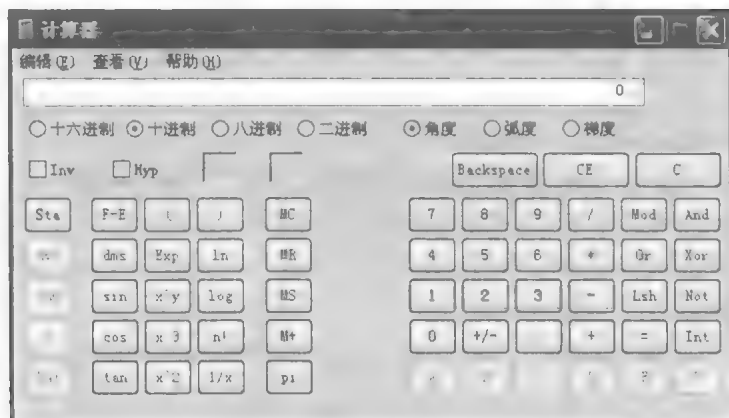 计算器
编辑(E) 查看(V) 帮助(H)
0
十六进制 十进制 八进制 二进制 角度 弧度 梯度
Inv Hyp Backspace CE C
Sta F-E ( ) MC 7 8 9 / Mod And
dms Exp ln MR 4 5 6 * Or Xor
sin x^y log MS 1 2 3 - Lsh Not
cos x^3 n! M+ 0 +/- + = Int
tan x^2 1/x pi